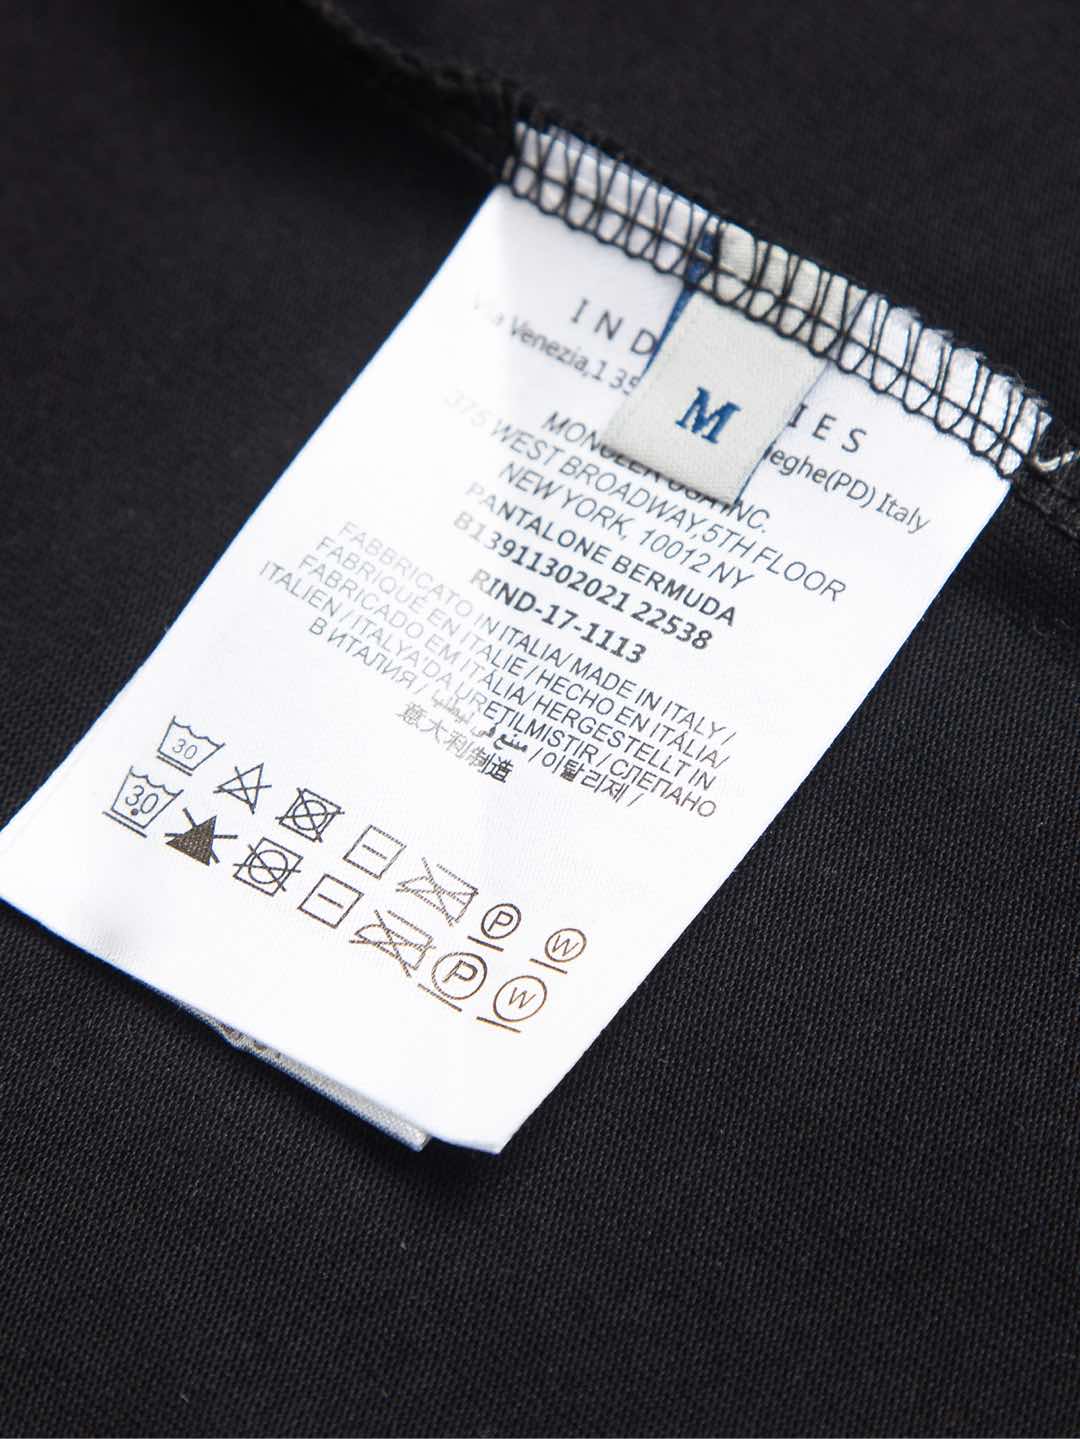 M
IND IES
Via Venezia,1 35 eghe(PD) Italy
MONCLER USA,INC.
375 WEST BROADWAY,5TH FLOOR
NEW YORK, 10012 NY
PANTALONE BERMUDA
B13911302021 22538
RIND-17-1113
FABBRICATO IN ITALIA/ MADE IN ITALY /
FABRIQUÉ EN ITALIE / HECHO EN ITALIA/
FABRICADO EM ITÁLIA/ HERGESTELLT IN
ITALIEN / ITALYA'DA URETILMISTIR / СЛЕПАНО
В ИТАЛИЯ / 이탈리제 /
意大利制造
30 P W
30 P W